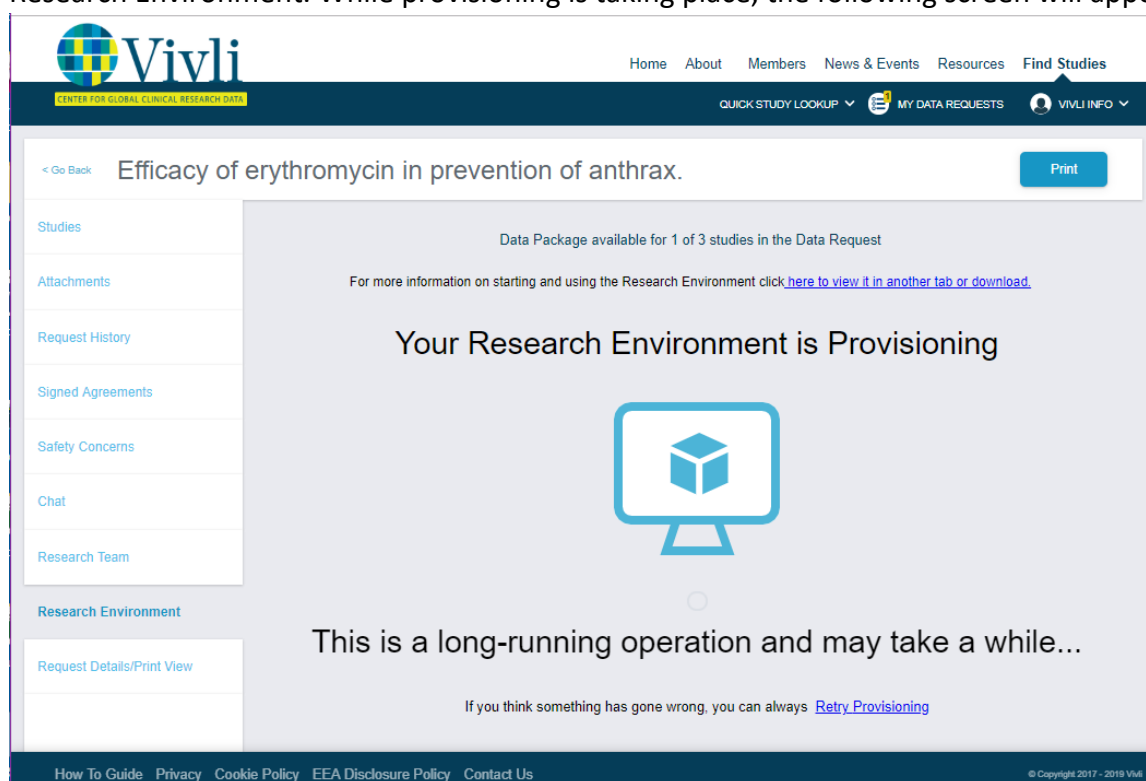 Research Environment. While provisioning is taking place, the following screen will appe
Vivli
CENTER FOR GLOBAL CLINICAL RESEARCH DATA
Home About Members News & Events Resources Find Studies
QUICK STUDY LOOKUP 1 MY DATA REQUESTS VIVLI INFO
< Go Back Efficacy of erythromycin in prevention of anthrax. Print
Studies
Attachments
Request History
Signed Agreements
Safety Concerns
Chat
Research Team
Research Environment
Request Details/Print View
Data Package available for 1 of 3 studies in the Data Request
For more information on starting and using the Research Environment click here to view it in another tab or download.
Your Research Environment is Provisioning
This is a long-running operation and may take a while...
If you think something has gone wrong, you can always Retry Provisioning
How To Guide Privacy Cookie Policy EEA Disclosure Policy Contact Us
© Copyright 2017 - 2019 Vivli